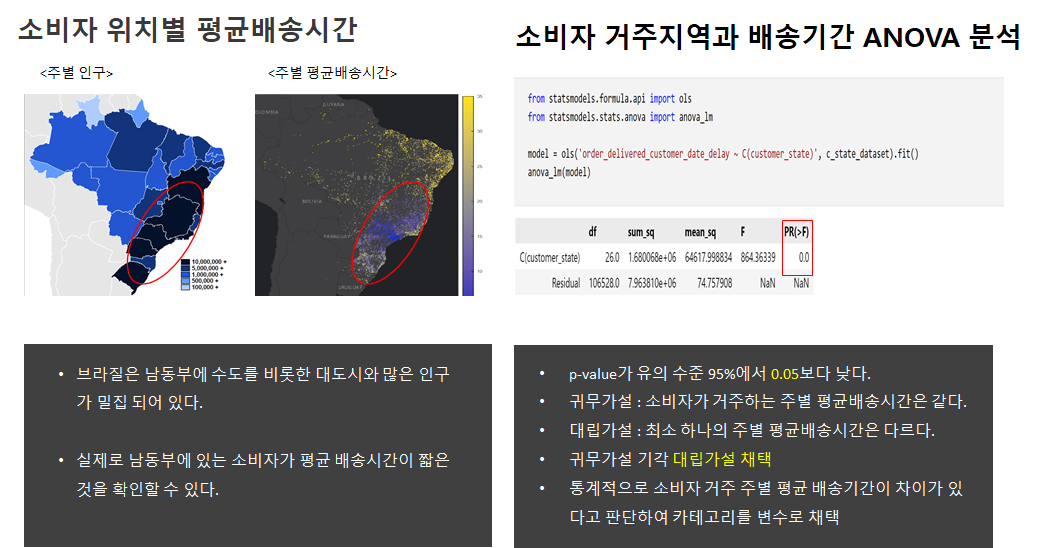 소비자 위치별 평균배송시간
<주별 인구>
<주별 평균배송시간>
10,000,000 +
5,000,000 +
1,000,000 +
500,000 +
100,000 +
GUYANA
BRAZIL
BOLIVIA
PARAGUAY
URUGUAY
35
30
25
20
15
10
• 브라질은 남동부에 수도를 비롯한 대도시와 많은 인구
가 밀집 되어 있다.
• 실제로 남동부에 있는 소비자가 평균 배송시간이 짧은
것을 확인할 수 있다.
소비자 거주지역과 배송기간 ANOVA 분석
from statsmodels.formula.api import ols
from statsmodels.stats.anova import anova_lm
model = ols('order_delivered_customer_date_delay ~ C(customer_state)', c_state_dataset).fit()
anova_lm(model)
df sum_sq mean_sq F PR(>F)
C(customer_state) 26.0 1.680068e+06 64617.998834 864.36339 0.0
Residual 106528.0 7.963810e+06 74.757908 NaN NaN
• p-value가 유의 수준 95%에서 0.05보다 낮다.
• 귀무가설 : 소비자가 거주하는 주별 평균배송시간은 같다.
• 대립가설 : 최소 하나의 주별 평균배송시간은 다르다.
• 귀무가설 기각 대립가설 채택
• 통계적으로 소비자 거주 주별 평균 배송기간이 차이가 있
다고 판단하여 카테고리를 변수로 채택